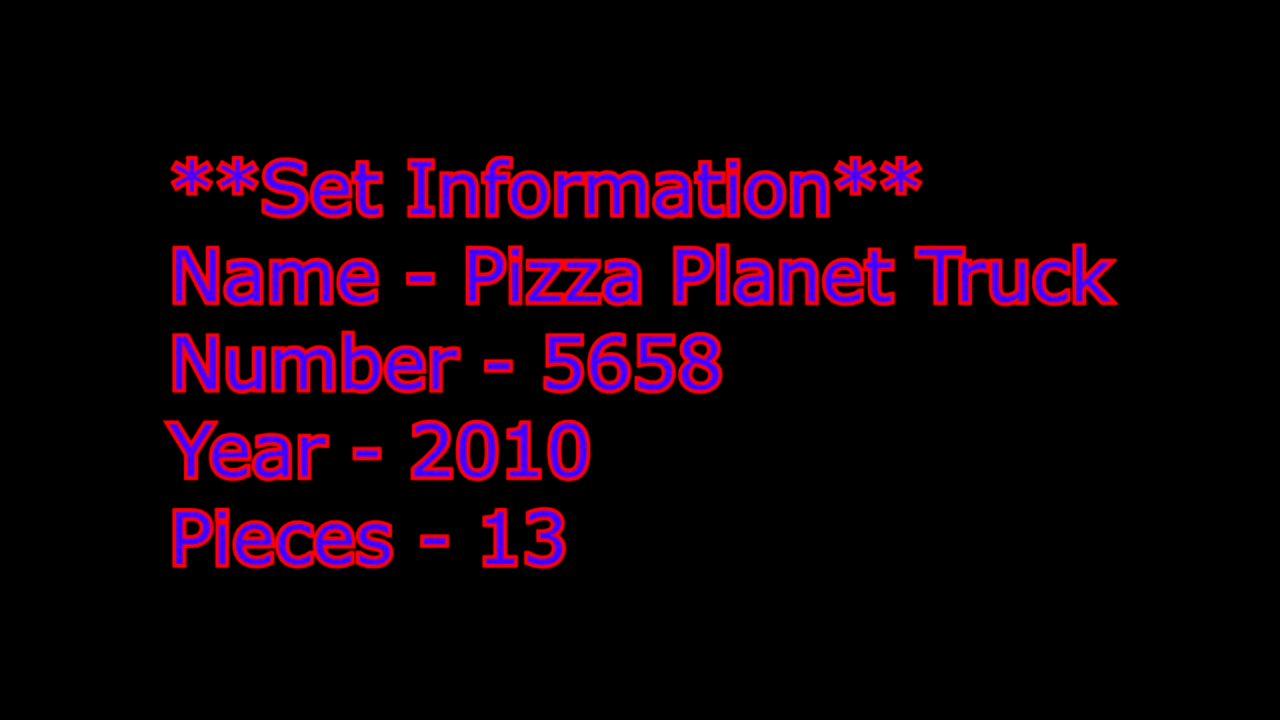 **Set Information**
Name - Pizza Planet Truck
Number - 5658
Year - 2010
Pieces - 13